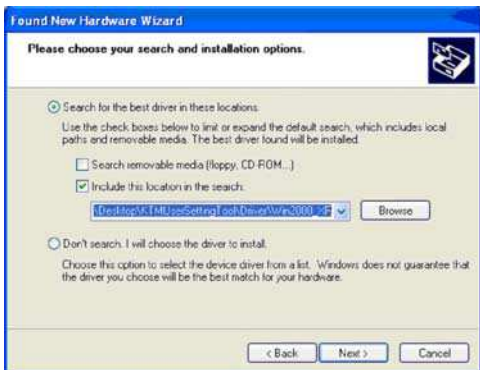 Found New Hardware Wizard
Please choose your search and installation options.
Search for the best driver in these locations.
Use the check boxes below to limit or expand the default search, which includes local
paths and removable media. The best driver found will be installed.
Search removable media (floppy, CD-ROM...)
Include this location in the search:
\Desktop\KTMUserSettingTool\Driver\Win2000_XP
Browse
Don't search. I will choose the driver to install.
Choose this option to select the device driver from a list. Windows does not guarantee that
the driver you choose will be the best match for your hardware.
< Back
Next >
Cancel